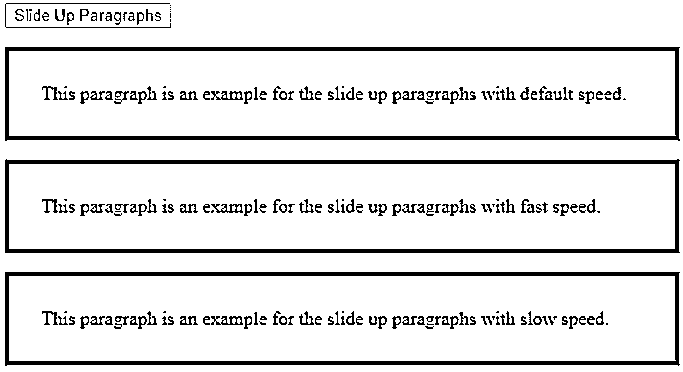 Slide Up Paragraphs
This paragraph is an example for the slide up paragraphs with default speed.
This paragraph is an example for the slide up paragraphs with fast speed.
This paragraph is an example for the slide up paragraphs with slow speed.